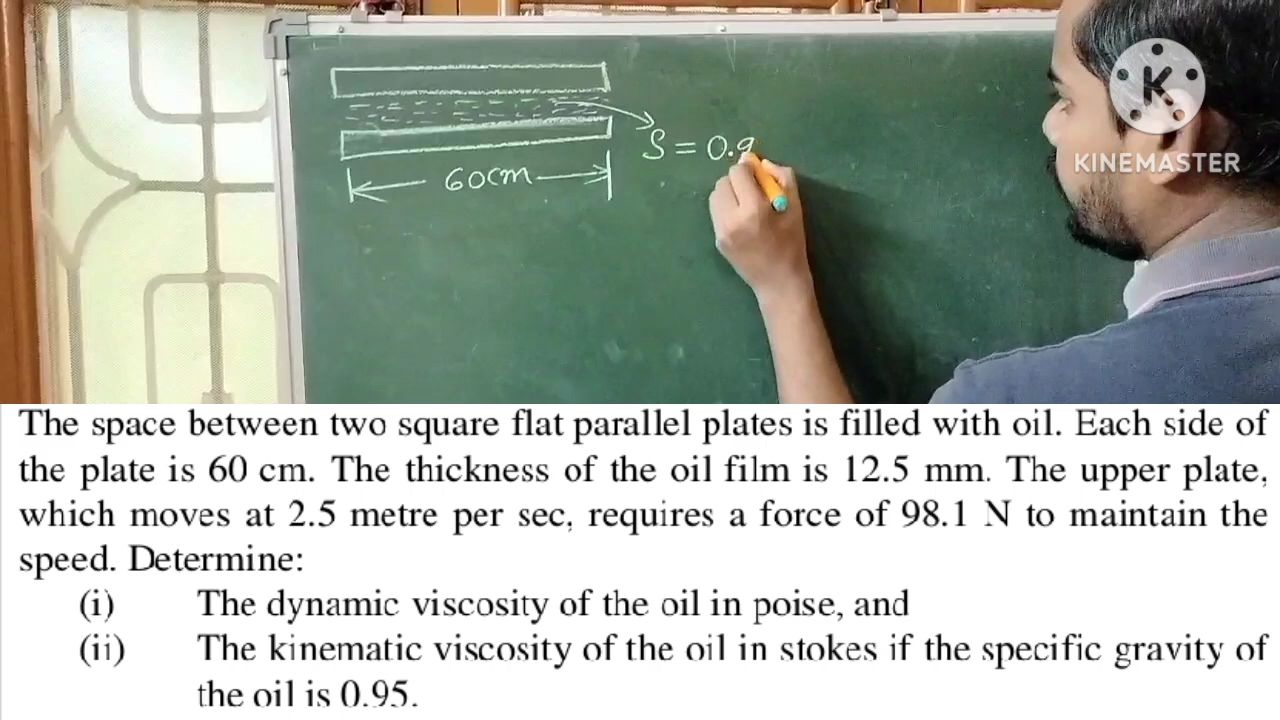 S = 0.9
60cm
K
KINEMASTER
The space between two square flat parallel plates is filled with oil. Each side of
the plate is 60 cm. The thickness of the oil film is 12.5 mm. The upper plate,
which moves at 2.5 metre per sec, requires a force of 98.1 N to maintain the
speed. Determine:
(i) The dynamic viscosity of the oil in poise, and
(ii) The kinematic viscosity of the oil in stokes if the specific gravity of
the oil is 0.95.